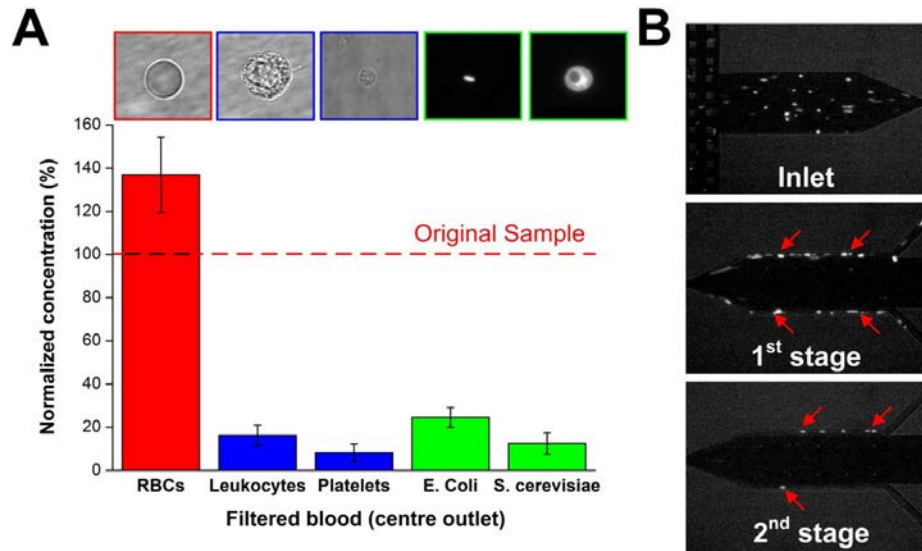 A
B
160
140
120
100
80
60
40
20
0
Normalized concentration (%)
Original Sample
RBCs
Leukocytes
Platelets
E. Coli
S. cerevisiae
Filtered blood (centre outlet)
Inlet
1st stage
2nd stage